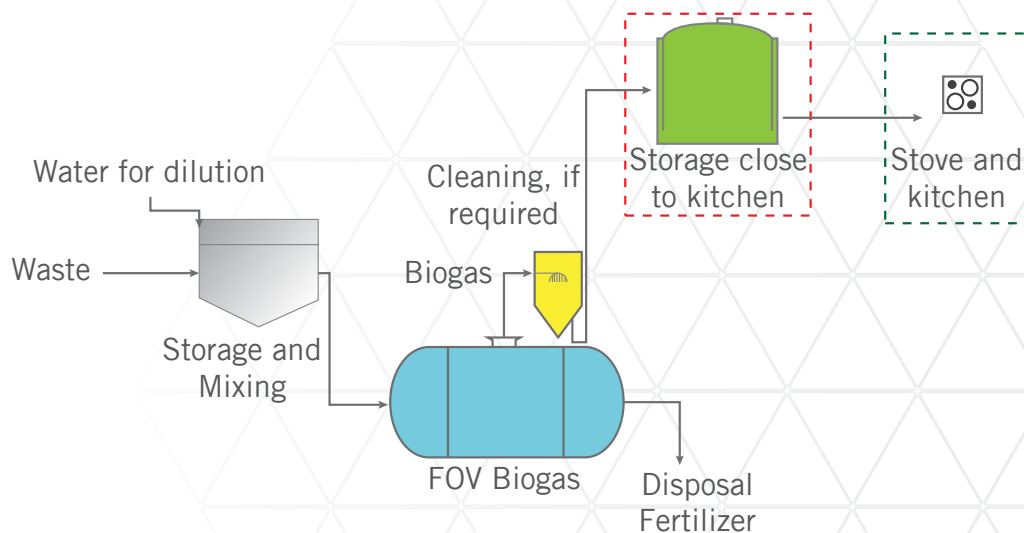 Water for dilution
Waste
Storage and
Mixing
Biogas
Cleaning, if
required
FOV Biogas
Disposal
Fertilizer
Storage close
to kitchen
Stove and
kitchen